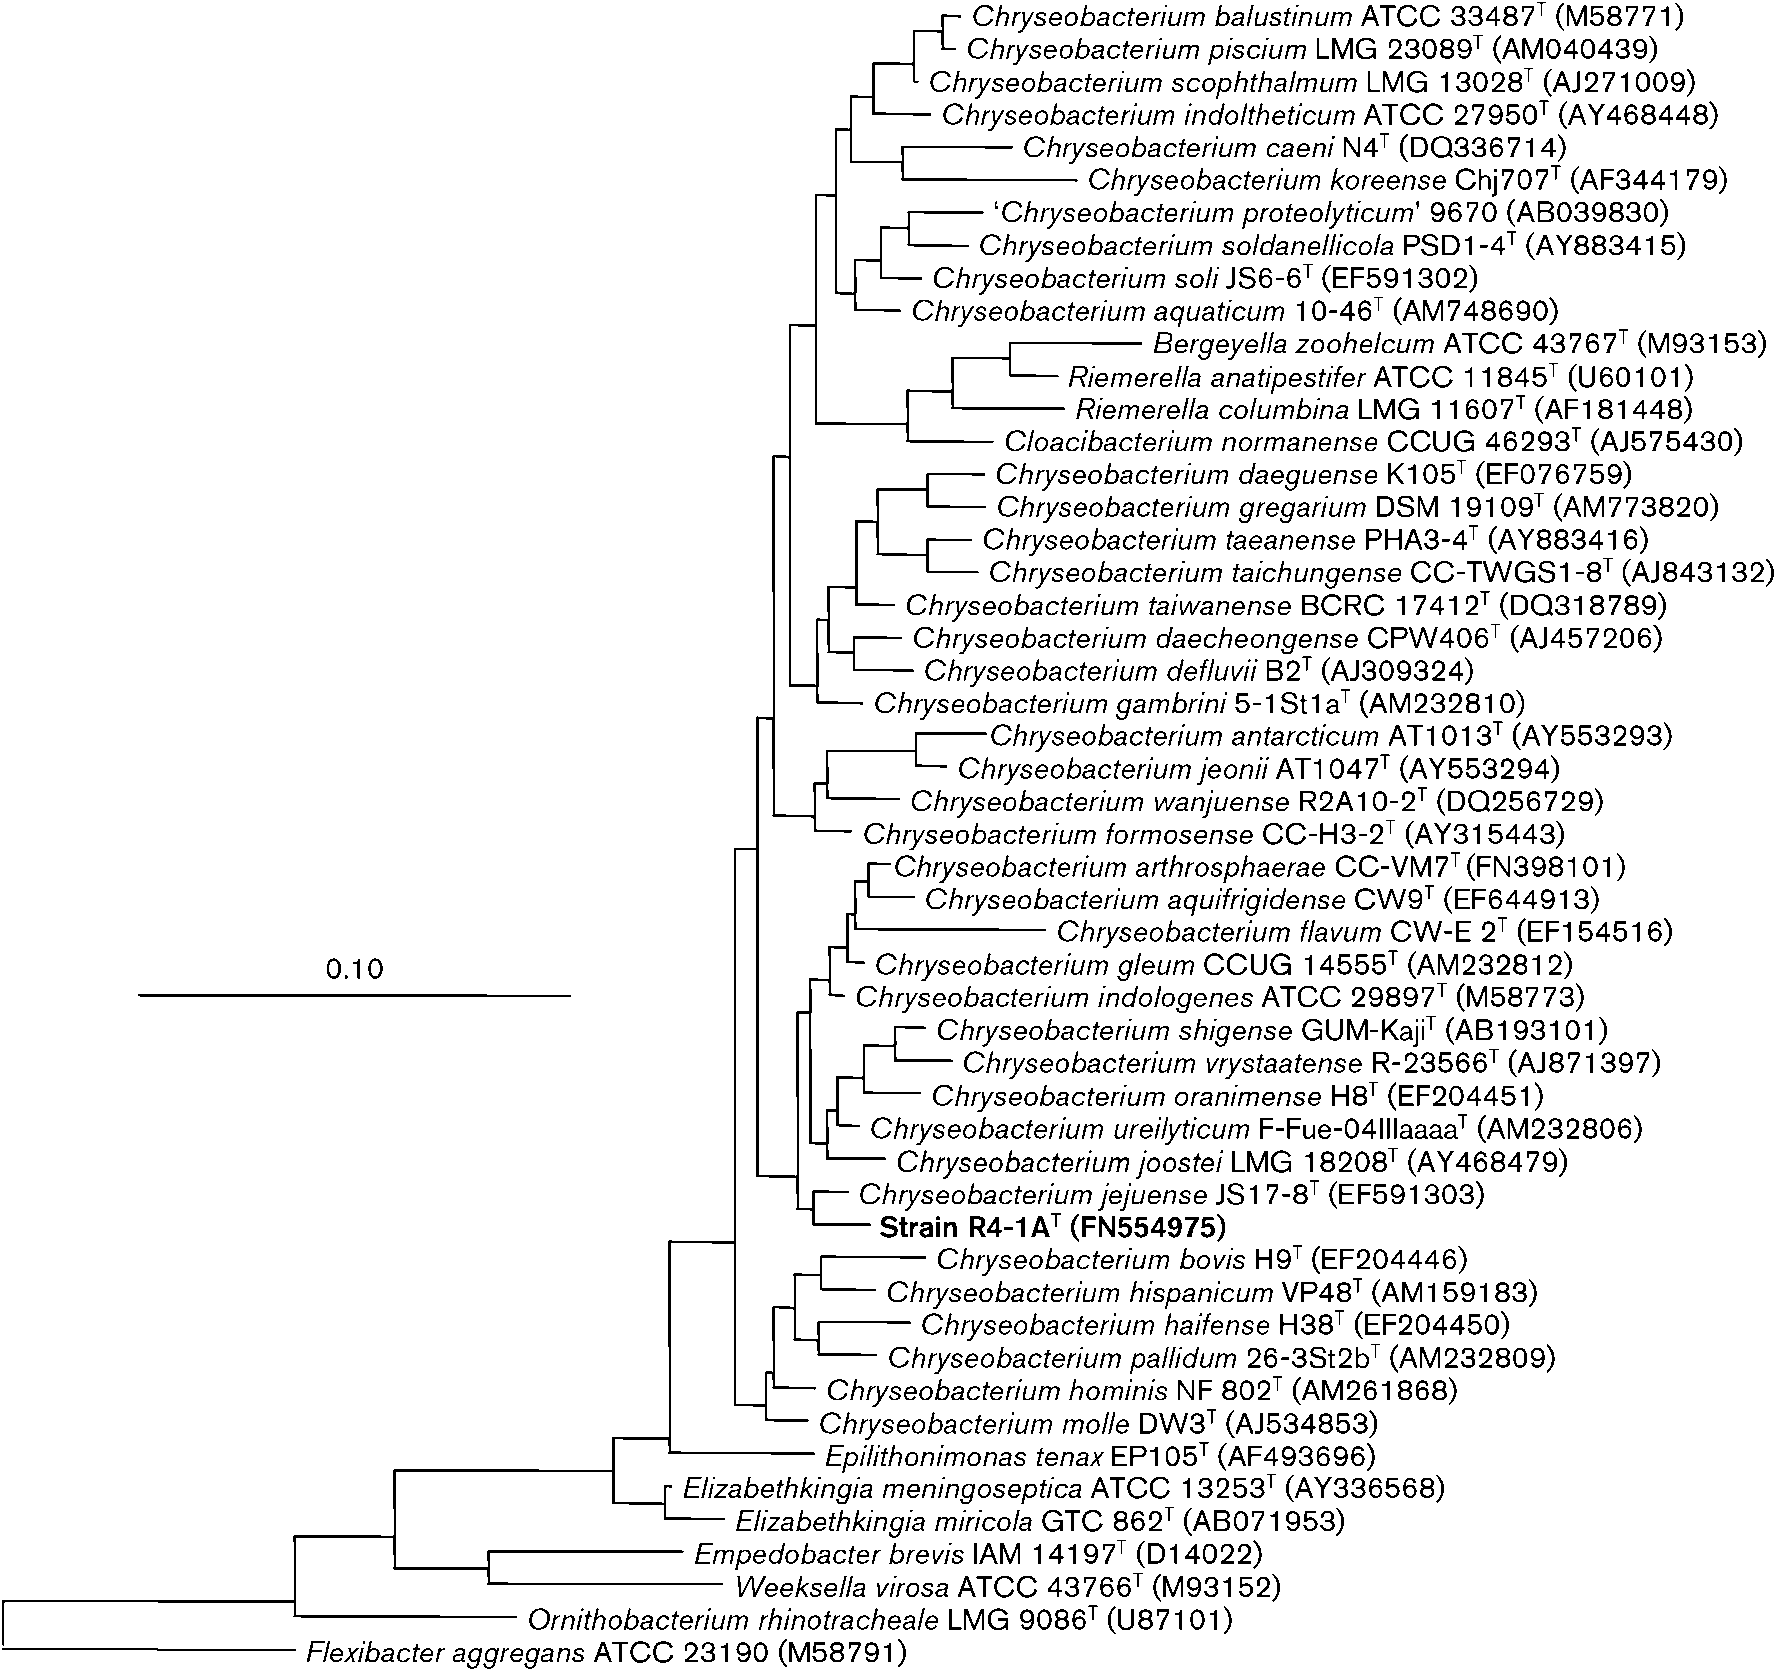 Chryseobacterium balustinum ATCC 33487T (M58771)
Chryseobacterium piscium LMG 23089T (AM040439)
Chryseobacterium scophthalmum LMG 13028T (AJ271009)
Chryseobacterium indoltheticum ATCC 27950T (AY468448)
Chryseobacterium caeni N4T (DQ336714)
Chryseobacterium koreense Chj707T (AF344179)
‘Chryseobacterium proteolyticum’ 9670 (AB039830)
Chryseobacterium soldanellicola PSD1-4T (AY883415)
Chryseobacterium soli JS6-6T (EF591302)
Chryseobacterium aquaticum 10-46T (AM748690)
Bergeyella zoohelcum ATCC 43767T (M93153)
Riemerella anatipestifer ATCC 11845T (U60101)
Riemerella columbina LMG 11607T (AF181448)
Cloacibacterium normanense CCUG 46293T (AJ575430)
Chryseobacterium daeguense K105T (EF076759)
Chryseobacterium gregarium DSM 19109T (AM773820)
Chryseobacterium taeanense PHA3-4T (AY883416)
Chryseobacterium taichungense CC-TWGS1-8T (AJ843132)
Chryseobacterium taiwanense BCRC 17412T (DQ318789)
Chryseobacterium daecheongense CPW406T (AJ457206)
Chryseobacterium defluvii B2T (AJ309324)
Chryseobacterium gambrini 5-1St1aT (AM232810)
Chryseobacterium antarcticum AT1013T (AY553293)
Chryseobacterium jeonii AT1047T (AY553294)
Chryseobacterium wanjuense R2A10-2T (DQ256729)
Chryseobacterium formosense CC-H3-2T (AY315443)
Chryseobacterium arthrosphaerae CC-VM7T (FN398101)
Chryseobacterium aquifrigidense CW9T (EF644913)
Chryseobacterium flavum CW-E 2T (EF154516)
Chryseobacterium gleum CCUG 14555T (AM232812)
0.10
Chryseobacterium indologenes ATCC 29897T (M58773)
Chryseobacterium shigense GUM-KajiT (AB193101)
Chryseobacterium vrystaatense R-23566T (AJ871397)
Chryseobacterium oranimense H8T (EF204451)
Chryseobacterium ureilyticum F-Fue-04IIIaaaaT (AM232806)
Chryseobacterium joostei LMG 18208T (AY468479)
Chryseobacterium jejuense JS17-8T (EF591303)
Strain R4-1AT (FN554975)
Chryseobacterium bovis H9T (EF204446)
Chryseobacterium hispanicum VP48T (AM159183)
Chryseobacterium haifense H38T (EF204450)
Chryseobacterium pallidum 26-3St2bT (AM232809)
Chryseobacterium hominis NF 802T (AM261868)
Chryseobacterium molle DW3T (AJ534853)
Epilithonimonas tenax EP105T (AF493696)
Elizabethkingia meningoseptica ATCC 13253T (AY336568)
Elizabethkingia miricola GTC 862T (AB071953)
Empedobacter brevis IAM 14197T (D14022)
Weeksella virosa ATCC 43766T (M93152)
Ornithobacterium rhinotracheale LMG 9086T (U87101)
Flexibacter aggregans ATCC 23190 (M58791)